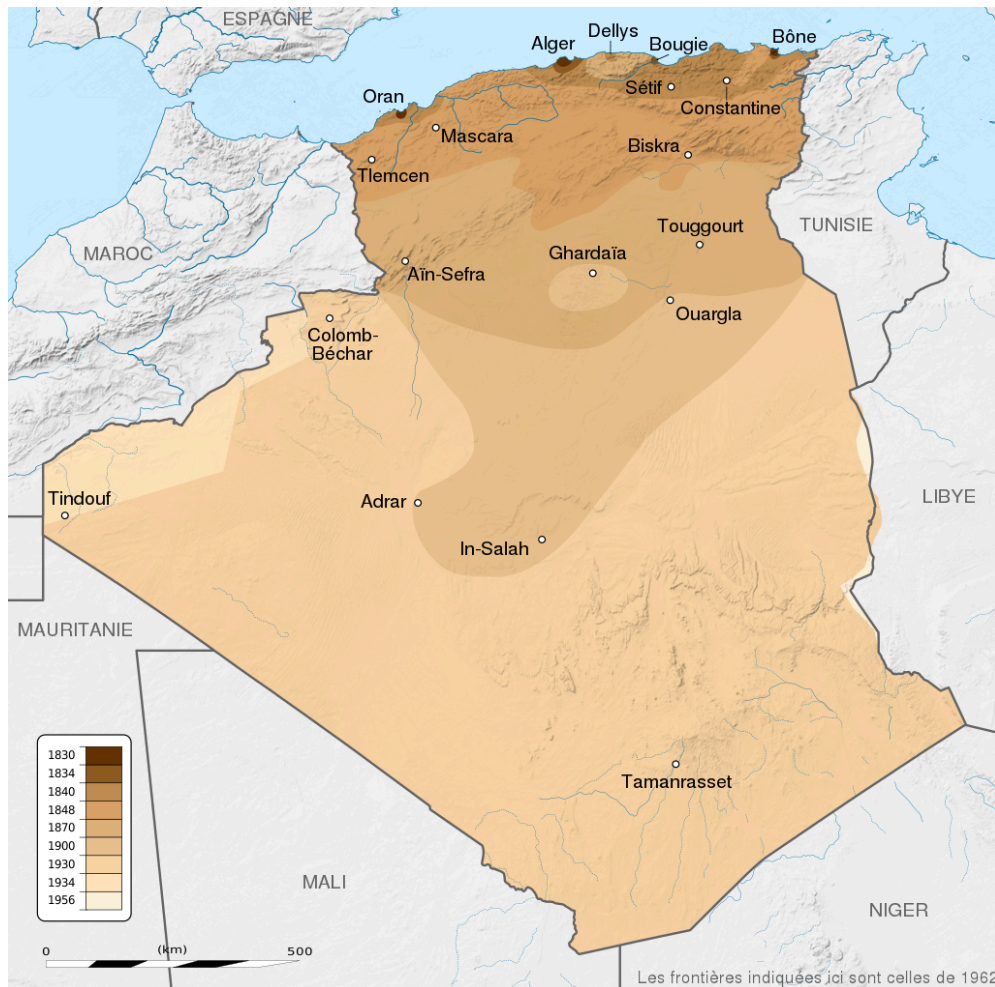 ESPAGNE
Dellys
Alger
Bougie
Bône
Oran
Sétif
Constantine
Mascara
Biskra
Tlemcen
TUNISIE
Touggourt
MAROC
Ghardaïa
Aïn-Sefra
Ouargla
Colomb-
Béchar
Tindouf
Adrar
LIBYE
In-Salah
MAURITANIE
Tamanrasset
1830
1834
1840
1848
1870
1900
1930
1934
1956
MALI
NIGER
0
(km)
500
Les frontières indiquées ici sont celles de 1962